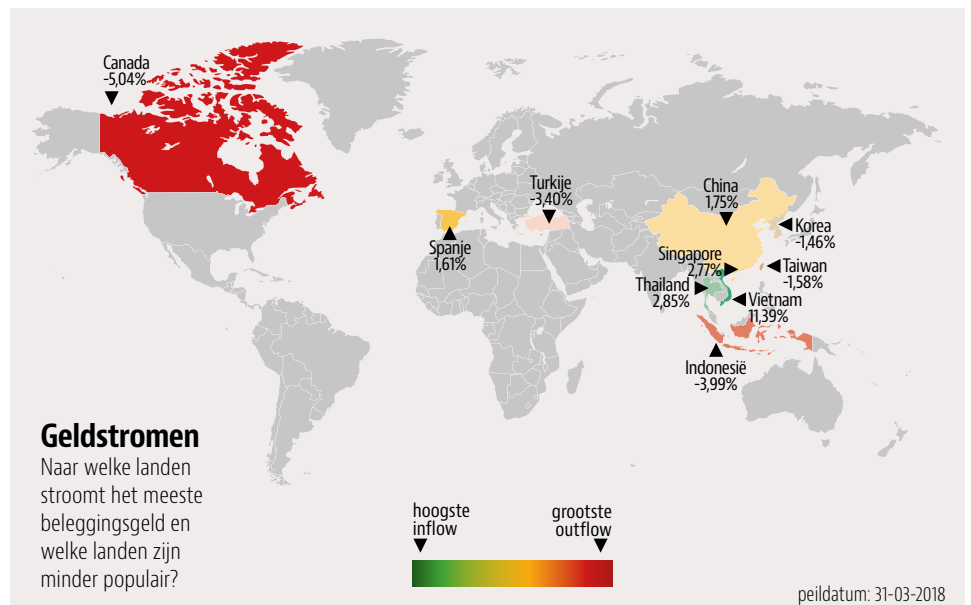 Canada
-5,04%
Turkije
-3,40%
China
1,75%
Korea
-1,46%
Spanje
1,61%
Singapore
2,77%
Taiwan
-1,58%
Thailand
2,85%
Vietnam
11,39%
Indonesië
-3,99%
Geldstromen
Naar welke landen
stroomt het meeste
beleggingsgeld en
welke landen zijn
minder populair?
hoogste
inflow
grootste
outflow
peildatum: 31-03-2018